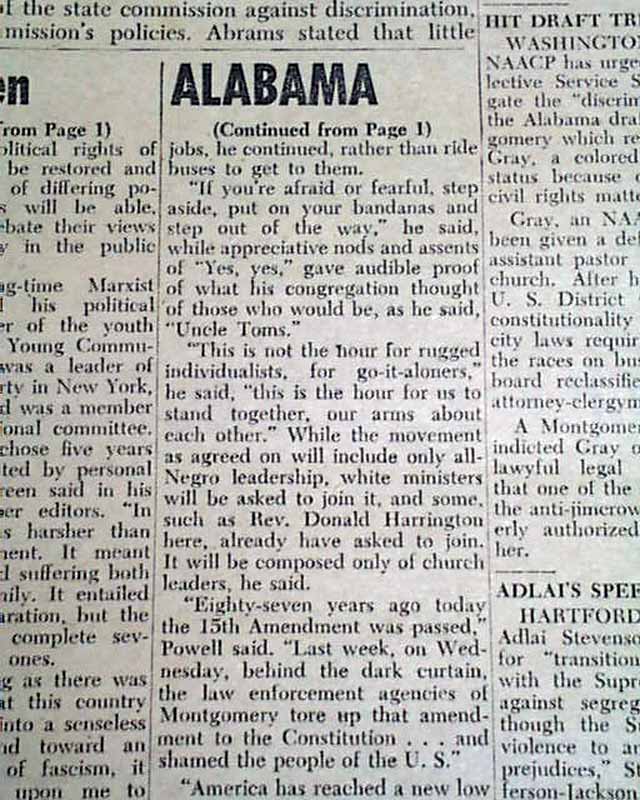 of the state commission against discrimination,
mission's policies. Abrams stated that little
en
from Page 1)
olitical rights of
be restored and
of differing po-
s will be able,
ebate their views
y in the public
ng-time Marxist
his political
er of the youth
Young Commu-
was a leader of
rty in New York,
d was a member
ional committee.
chose five years
ted by personal
reen said in his
er editors. "In
s harsher than
ment. It meant
d suffering both
nily. It entailed
aration, but the
complete sev-
ones.
ng as there was
at this country
into a senseless
nd toward an
of fascism, it
upon me to
ALABAMA
(Continued from Page 1)
jobs, he continued, rather than ride
buses to get to them.
"If you're afraid or fearful, step
aside, put on your bandanas and
step out of the way," he said,
while appreciative nods and assents
of "Yes, yes," gave audible proof
of what his congregation thought
of those who would be, as he said,
"Uncle Toms."
"This is not the hour for rugged
individualists, for go-it-aloners,"
he said, "this is the hour for us to
stand together, our arms about
each other." While the movement
as agreed on will include only all-
Negro leadership, white ministers
will be asked to join it, and some,
such as Rev. Donald Harrington
here, already have asked to join.
It will be composed only of church
leaders, he said.
"Eighty-seven years ago today
the 15th Amendment was passed,"
Powell said. "Last week, on Wed-
nesday, behind the dark curtain,
the law enforcement agencies of
Montgomery tore up that amend-
ment to the Constitution . . . and
shamed the people of the U. S."
"America has reached a new low
HIT DRAFT TR
WASHINGTO
NAACP has urge
lective Service S
gate the "discrin
the Alabama dra
gomery which re
Gray, a colored
status because o
civil rights matt
Gray, an NAA
been given a de
assistant pastor
church. After h
U. S. District
constitutionality
city laws requir
the races on bus
board reclassifie
attorney-clergym
A Montgomer
indicted Gray o
lawful legal
that one of the
the anti-jimcrow
erly authorized
her.
ADLAI'S SPEE
HARTFORD
Adlai Stevenso
for "transition
with the Supr
against segreg
though the S
violence to a
prejudices," St
ferson-Jackson